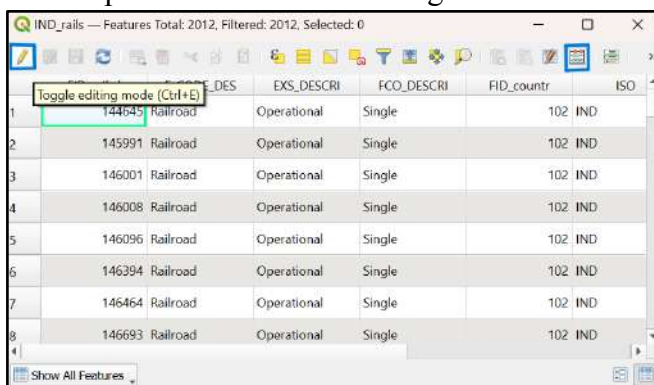 IND_rails — Features Total: 2012, Filtered: 2012, Selected: 0
DES EXS_DESCRI FCO_DESCRI FID_countr ISO
Toggle editing mode (Ctrl+E)
1 144645 Railroad Operational Single 102 IND
2 145991 Railroad Operational Single 102 IND
3 146001 Railroad Operational Single 102 IND
4 146008 Railroad Operational Single 102 IND
5 146096 Railroad Operational Single 102 IND
6 146394 Railroad Operational Single 102 IND
7 146464 Railroad Operational Single 102 IND
8 146693 Railroad Operational Single 102 IND
Show All Features